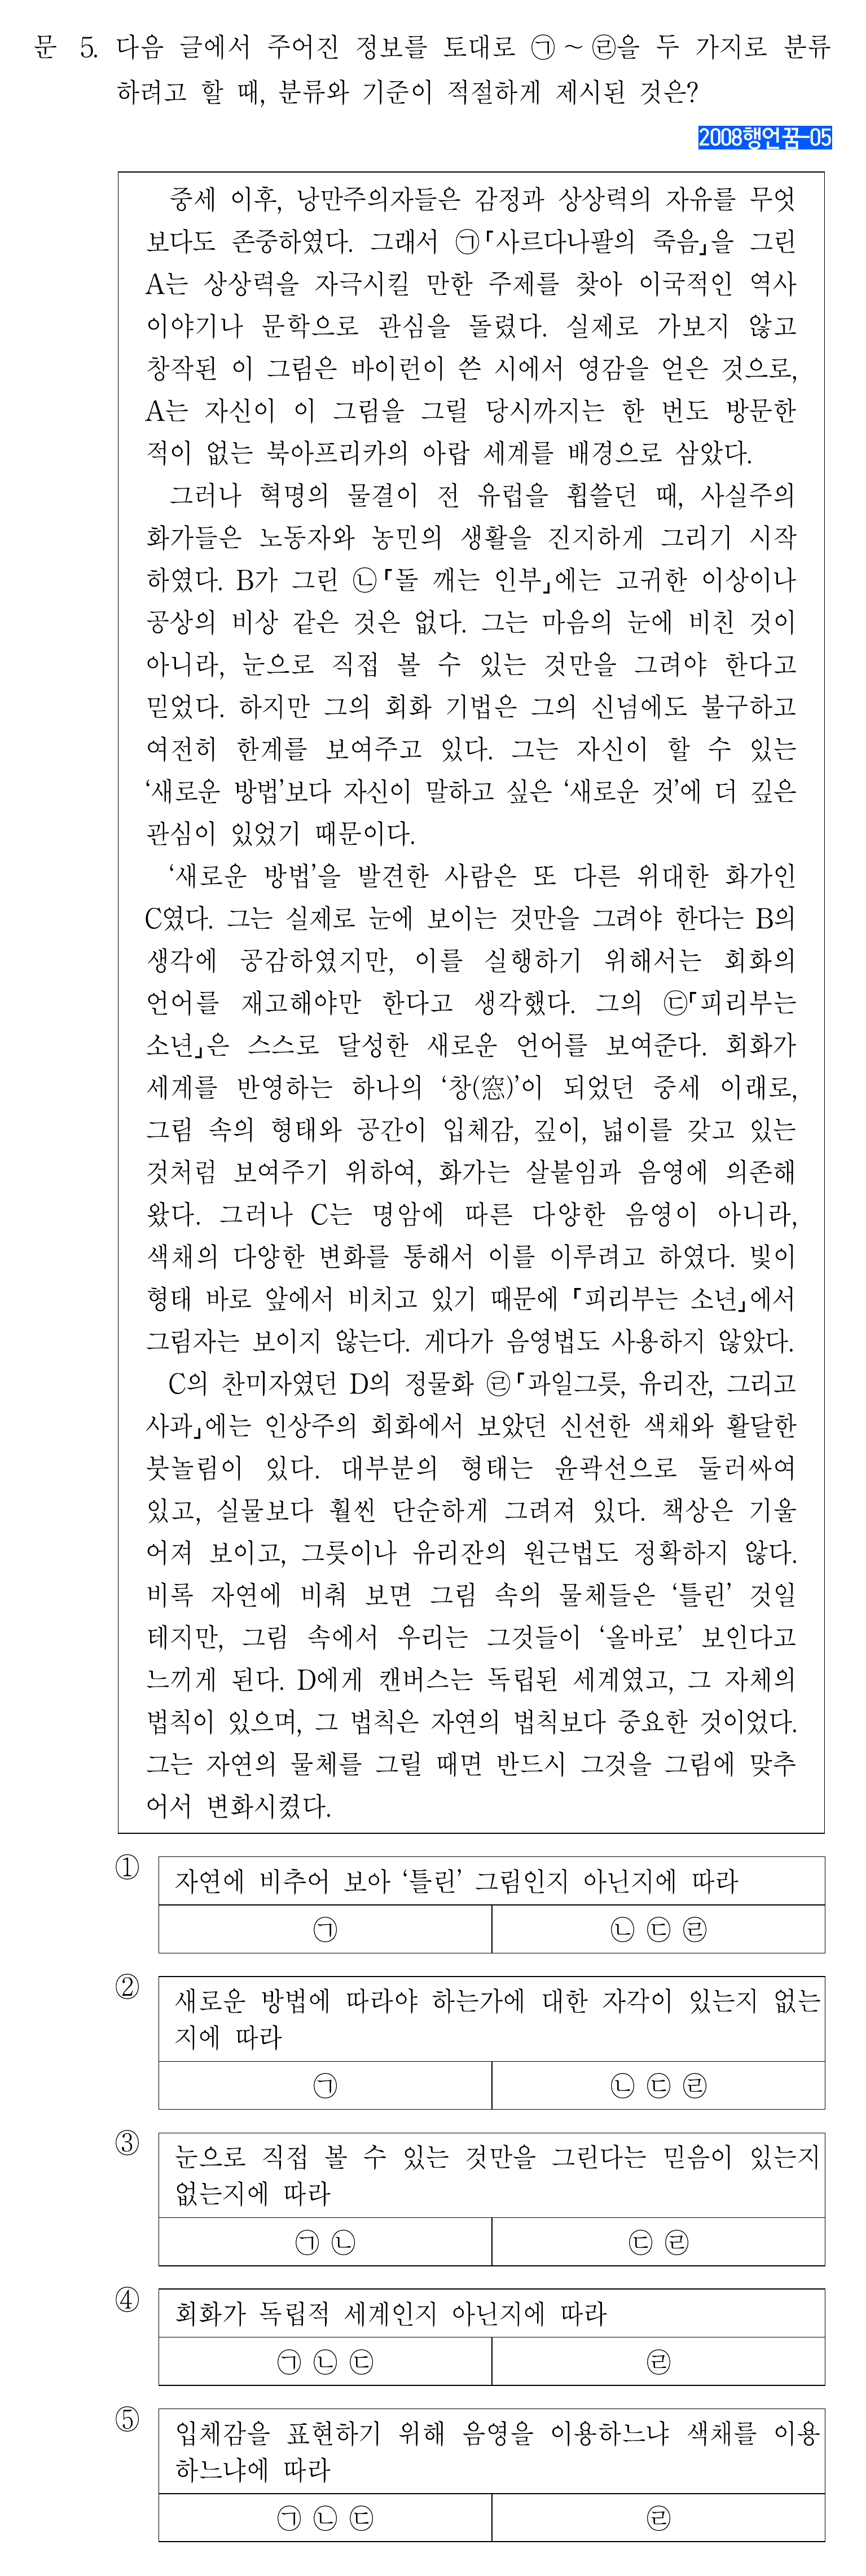 문 5. 다음 글에서 주어진 정보를 토대로 ㉠ ~ ㉣을 두 가지로 분류
하려고 할 때, 분류와 기준이 적절하게 제시된 것은?
2008행언꿈-05
중세 이후, 낭만주의자들은 감정과 상상력의 자유를 무엇
보다도 존중하였다. 그래서 ㉠『사르다나팔의 죽음』을 그린
A는 상상력을 자극시킬 만한 주제를 찾아 이국적인 역사
이야기나 문학으로 관심을 돌렸다. 실제로 가보지 않고
창작된 이 그림은 바이런이 쓴 시에서 영감을 얻은 것으로,
A는 자신이 이 그림을 그릴 당시까지는 한 번도 방문한
적이 없는 북아프리카의 아랍 세계를 배경으로 삼았다.
그러나 혁명의 물결이 전 유럽을 휩쓸던 때, 사실주의
화가들은 노동자와 농민의 생활을 진지하게 그리기 시작
하였다. B가 그린 ㉡『돌 깨는 인부』에는 고귀한 이상이나
공상의 비상 같은 것은 없다. 그는 마음의 눈에 비친 것이
아니라, 눈으로 직접 볼 수 있는 것만을 그려야 한다고
믿었다. 하지만 그의 회화 기법은 그의 신념에도 불구하고
여전히 한계를 보여주고 있다. 그는 자신이 할 수 있는
‘새로운 방법’보다 자신이 말하고 싶은 ‘새로운 것’에 더 깊은
관심이 있었기 때문이다.
‘새로운 방법’을 발견한 사람은 또 다른 위대한 화가인
C였다. 그는 실제로 눈에 보이는 것만을 그려야 한다는 B의
생각에 공감하였지만, 이를 실행하기 위해서는 회화의
언어를 재고해야만 한다고 생각했다. 그의 ㉢『피리부는
소년』은 스스로 달성한 새로운 언어를 보여준다. 회화가
세계를 반영하는 하나의 ‘창(窓)’이 되었던 중세 이래로,
그림 속의 형태와 공간이 입체감, 깊이, 넓이를 갖고 있는
것처럼 보여주기 위하여, 화가는 살붙임과 음영에 의존해
왔다. 그러나 C는 명암에 따른 다양한 음영이 아니라,
색채의 다양한 변화를 통해서 이를 이루려고 하였다. 빛이
형태 바로 앞에서 비치고 있기 때문에 『피리부는 소년』에서
그림자는 보이지 않는다. 게다가 음영법도 사용하지 않았다.
C의 찬미자였던 D의 정물화 ㉣『과일그릇, 유리잔, 그리고
사과』에는 인상주의 회화에서 보았던 신선한 색채와 활달한
붓놀림이 있다. 대부분의 형태는 윤곽선으로 둘러싸여
있고, 실물보다 훨씬 단순하게 그려져 있다. 책상은 기울
어져 보이고, 그릇이나 유리잔의 원근법도 정확하지 않다.
비록 자연에 비춰 보면 그림 속의 물체들은 ‘틀린’ 것일
테지만, 그림 속에서 우리는 그것들이 ‘올바로’ 보인다고
느끼게 된다. D에게 캔버스는 독립된 세계였고, 그 자체의
법칙이 있으며, 그 법칙은 자연의 법칙보다 중요한 것이었다.
그는 자연의 물체를 그릴 때면 반드시 그것을 그림에 맞추
어서 변화시켰다.
① 자연에 비추어 보아 ‘틀린’ 그림인지 아닌지에 따라
㉠ ㉡ ㉢ ㉣
② 새로운 방법에 따라야 하는가에 대한 자각이 있는지 없는
지에 따라
㉠ ㉡ ㉢ ㉣
③ 눈으로 직접 볼 수 있는 것만을 그린다는 믿음이 있는지
없는지에 따라
㉠ ㉡ ㉢ ㉣
④ 회화가 독립적 세계인지 아닌지에 따라
㉠ ㉡ ㉢ ㉣
⑤ 입체감을 표현하기 위해 음영을 이용하느냐 색채를 이용
하느냐에 따라
㉠ ㉡ ㉢ ㉣